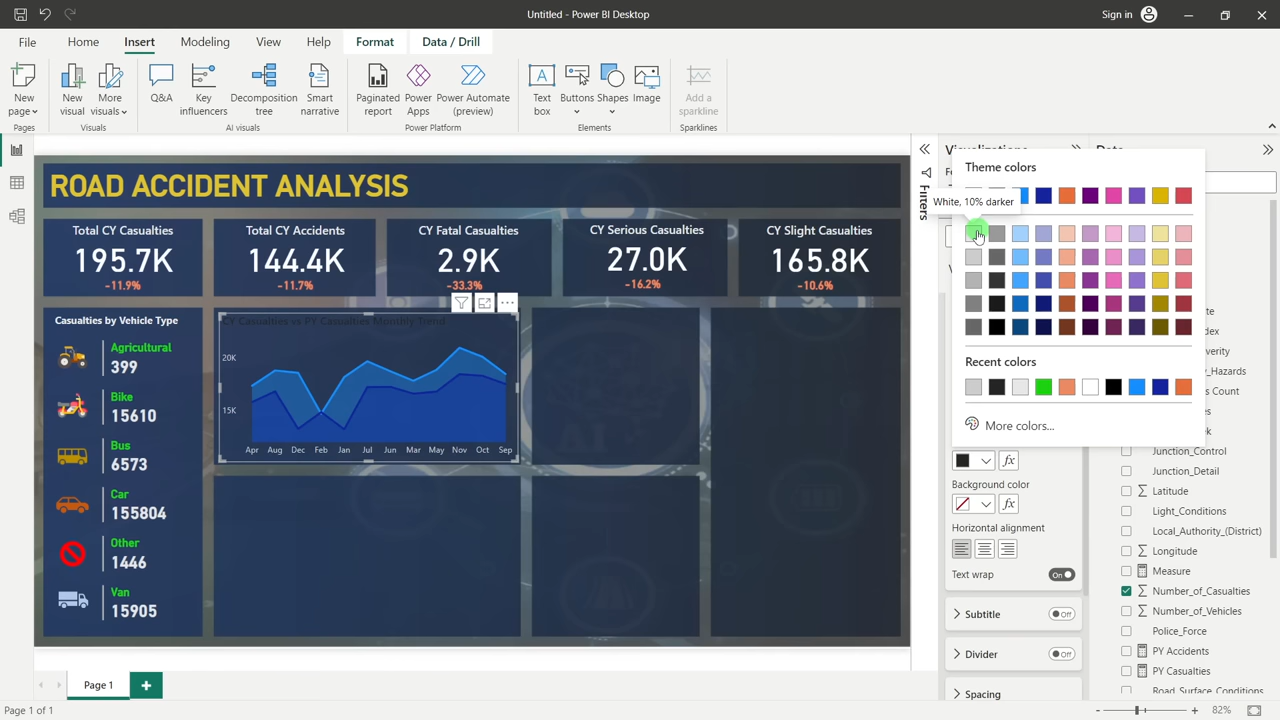 Untitled - Power BI Desktop
Sign in
File Home Insert Modeling View Help Format Data / Drill
New page
New visual
More visuals
Q&A
Key influencers
Decomposition tree
Smart narrative
Paginated report
Power Apps
Power Automate (preview)
Text box
Buttons
Shapes
Image
Add a sparkline
Pages Visuals AI visuals Power Platform Elements Sparklines
ROAD ACCIDENT ANALYSIS
Total CY Casualties
195.7K
-11.9%
Total CY Accidents
144.4K
-11.7%
CY Fatal Casualties
2.9K
-33.3%
CY Serious Casualties
27.0K
-16.2%
CY Slight Casualties
165.8K
-10.6%
Casualties by Vehicle Type
Agricultural
399
Bike
15610
Bus
6573
Car
155804
Other
1446
Van
15905
CY Casualties vs PY Casualties Monthly Trend
20K
15K
Apr Aug Dec Feb Jan Jul Jun Mar May Nov Oct Sep
Filters
Theme colors
White, 10% darker
Recent colors
More colors...
Background color
Horizontal alignment
Text wrap
On
Subtitle
Off
Divider
Off
Spacing
Junction_Control
Junction_Detail
Latitude
Light_Conditions
Local_Authority_(District)
Longitude
Measure
Number_of_Casualties
Number_of_Vehicles
Police_Force
PY Accidents
PY Casualties
Road_Surface_Conditions
Page 1
Page 1 of 1
82%